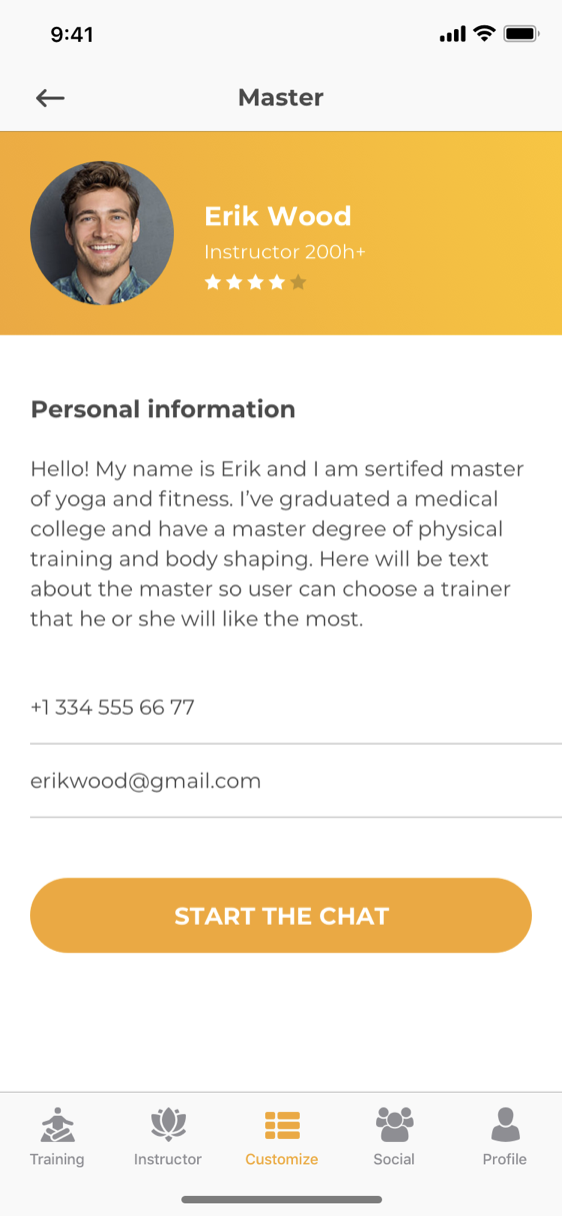 9:41
Master
Erik Wood
Instructor 200h+
Personal information
Hello! My name is Erik and I am sertifed master
of yoga and fitness. I’ve graduated a medical
college and have a master degree of physical
training and body shaping. Here will be text
about the master so user can choose a trainer
that he or she will like the most.
+1 334 555 66 77
erikwood@gmail.com
START THE CHAT
Training
Instructor
Customize
Social
Profile